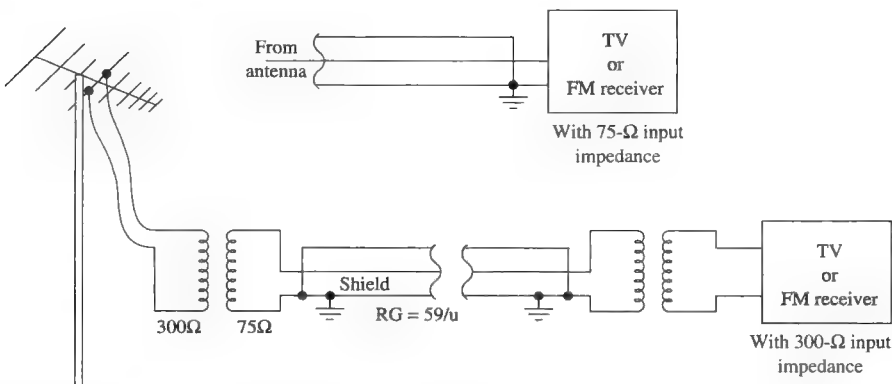 From
antenna
TV
or
FM receiver
With 75-Ω input
impedance
300Ω
75Ω
Shield
RG = 59/u
TV
or
FM receiver
With 300-Ω input
impedance